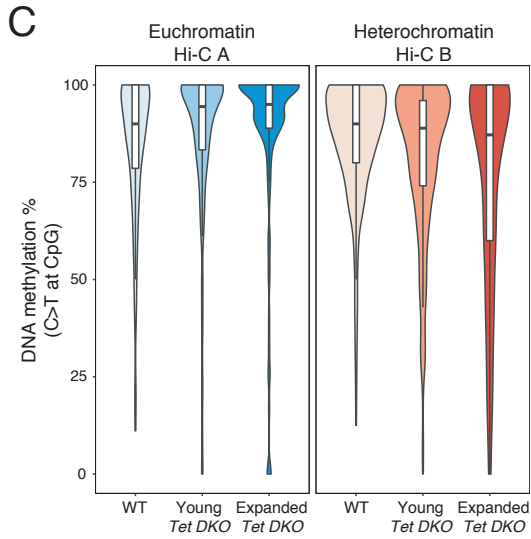 C
Euchromatin
Hi-C A
Heterochromatin
Hi-C B
DNA methylation %
(C>T at CpG)
100
75
50
25
0
WT
Young
Tet DKO
Expanded
Tet DKO
WT
Young
Tet DKO
Expanded
Tet DKO